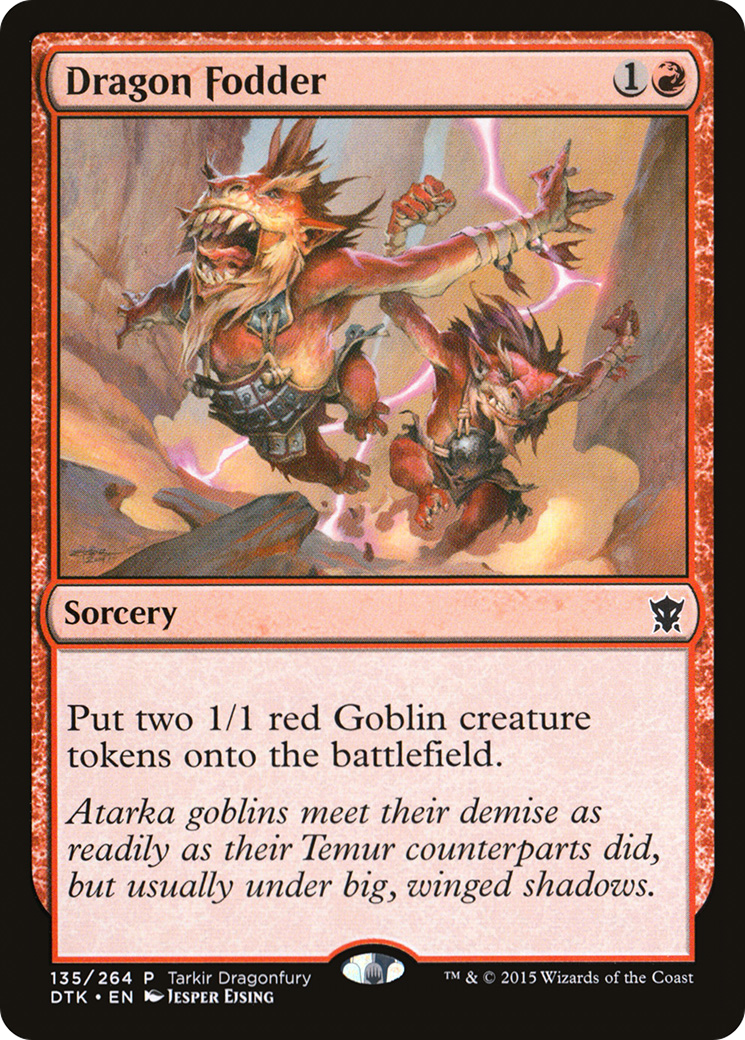 Dragon Fodder 1
Sorcery
Put two 1/1 red Goblin creature
tokens onto the battlefield.
Atarka goblins meet their demise as
readily as their Temur counterparts did,
but usually under big, winged shadows.
135/264 P Tarkir Dragonfury ™ & © 2015 Wizards of the Coast
DTK • EN Jesper Ejsing